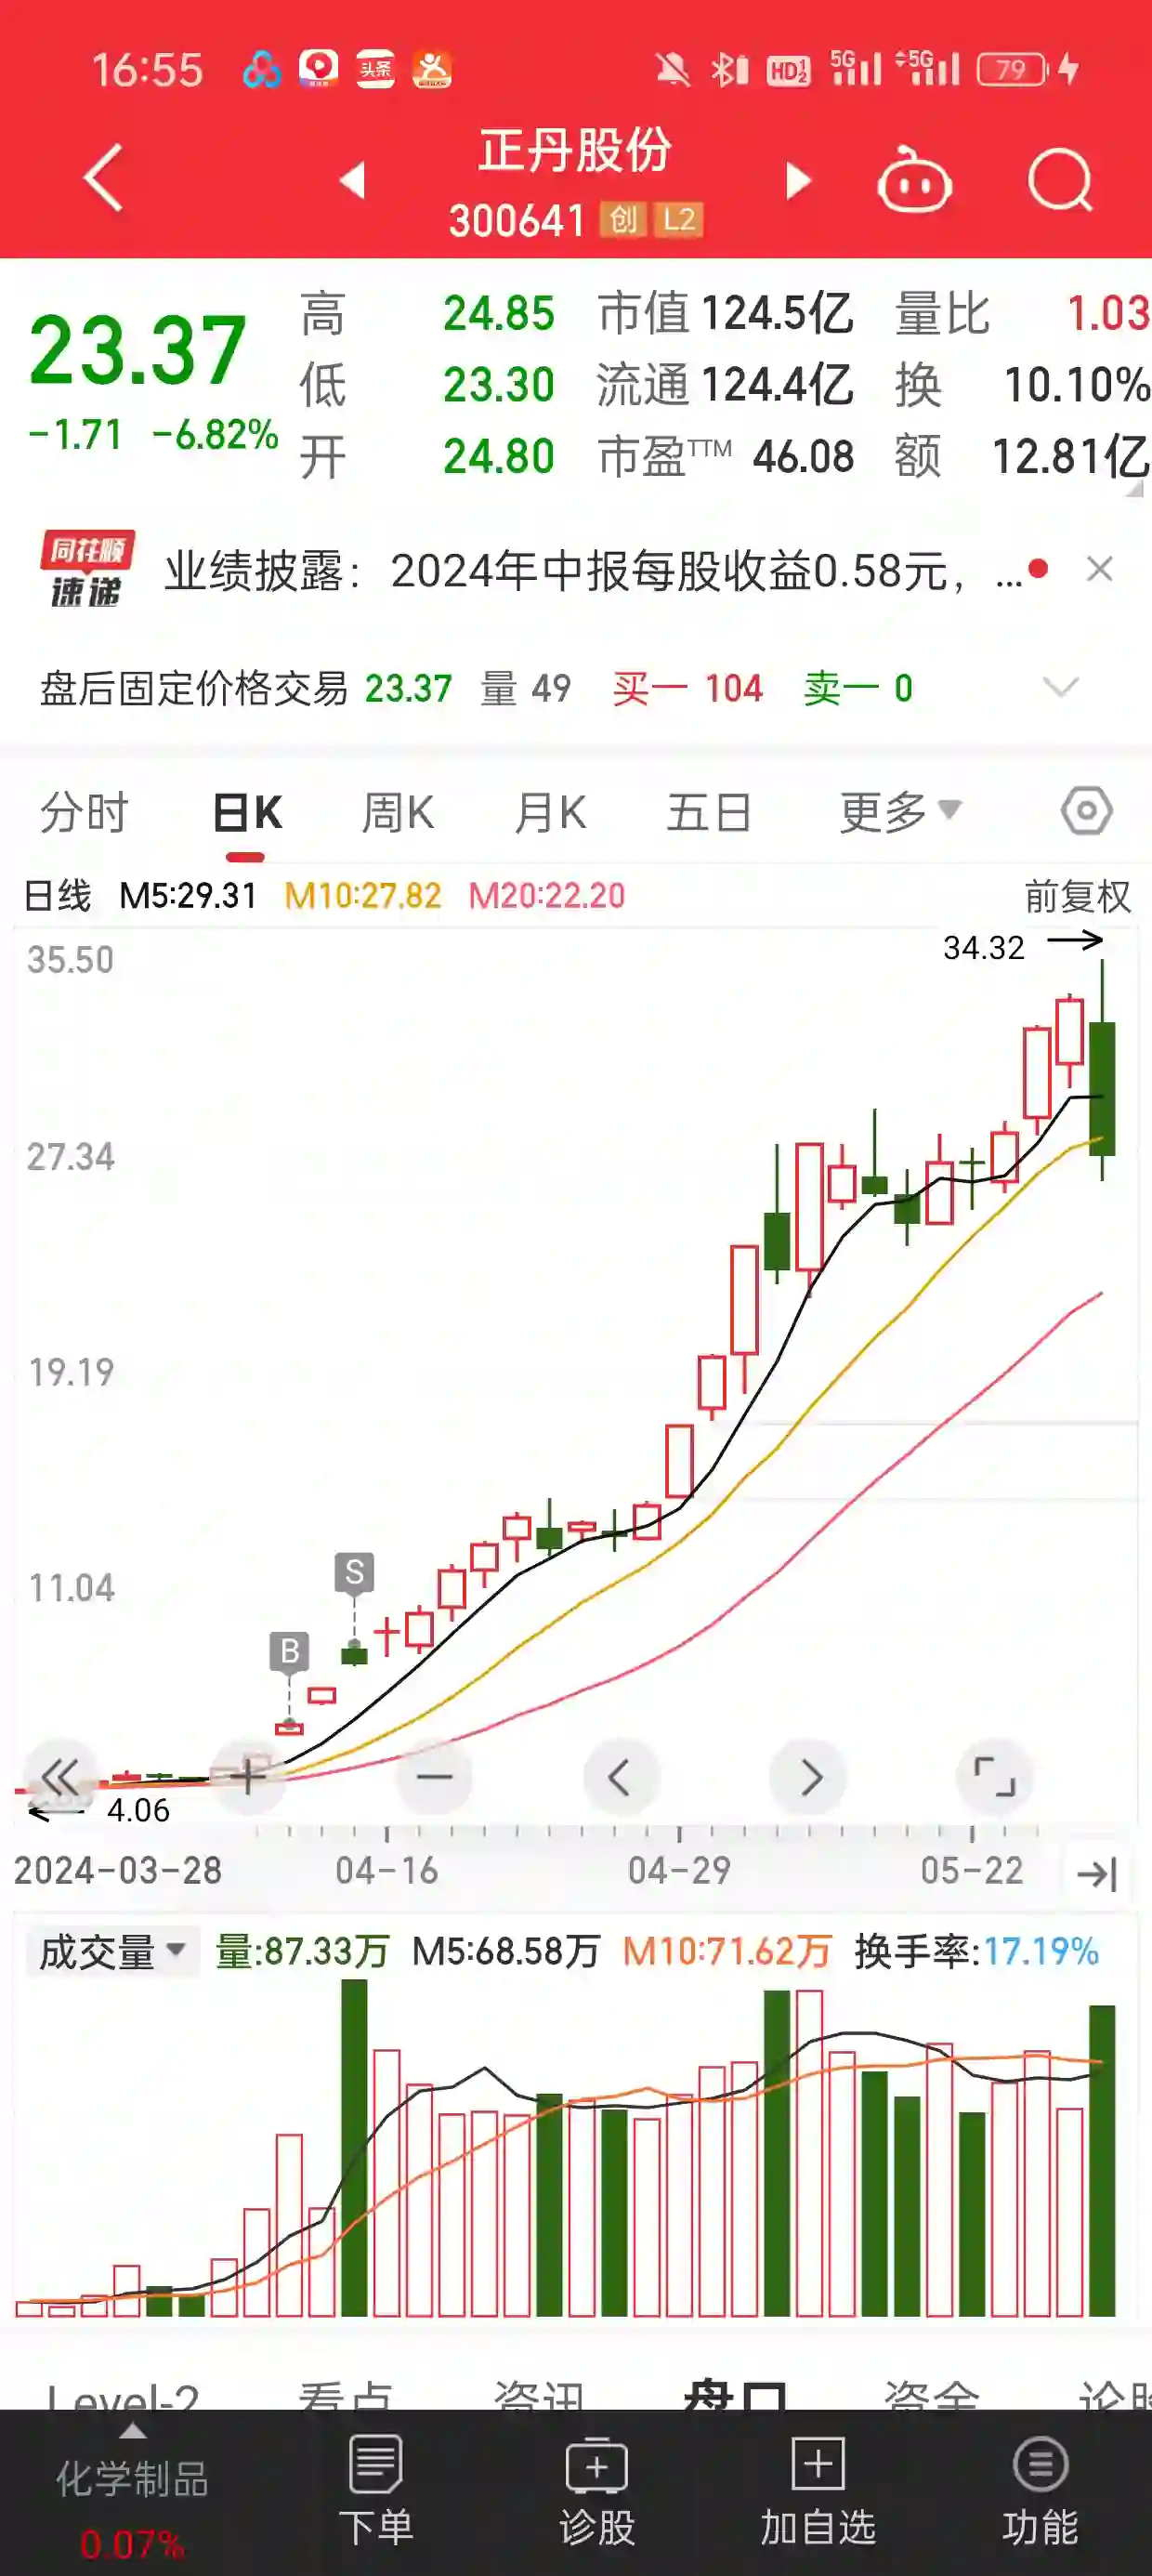 16:55 头条 HD1 2 5G 5G 79
正丹股份
300641 创 L2
23.37
-1.71 -6.82%
高 24.85 市值 124.5亿 量比 1.03
低 23.30 流通 124.4亿 换 10.10%
开 24.80 市盈TTM 46.08 额 12.81亿
同花顺
速递
业绩披露：2024年中报每股收益0.58元，...
盘后固定价格交易 23.37 量 49 买一 104 卖一 0
分时 日K 周K 月K 五日 更多
日线 M5:29.31 M10:27.82 M20:22.20 前复权
34.32
35.50
27.34
19.19
11.04
S
B
4.06
2024-03-28 04-16 04-29 05-22
成交量 量:87.33万 M5:68.58万 M10:71.62万 换手率:17.19%
Level-2 看点 资讯 盘口 资金 论股
化学制品
0.07%
下单 诊股 加自选 功能